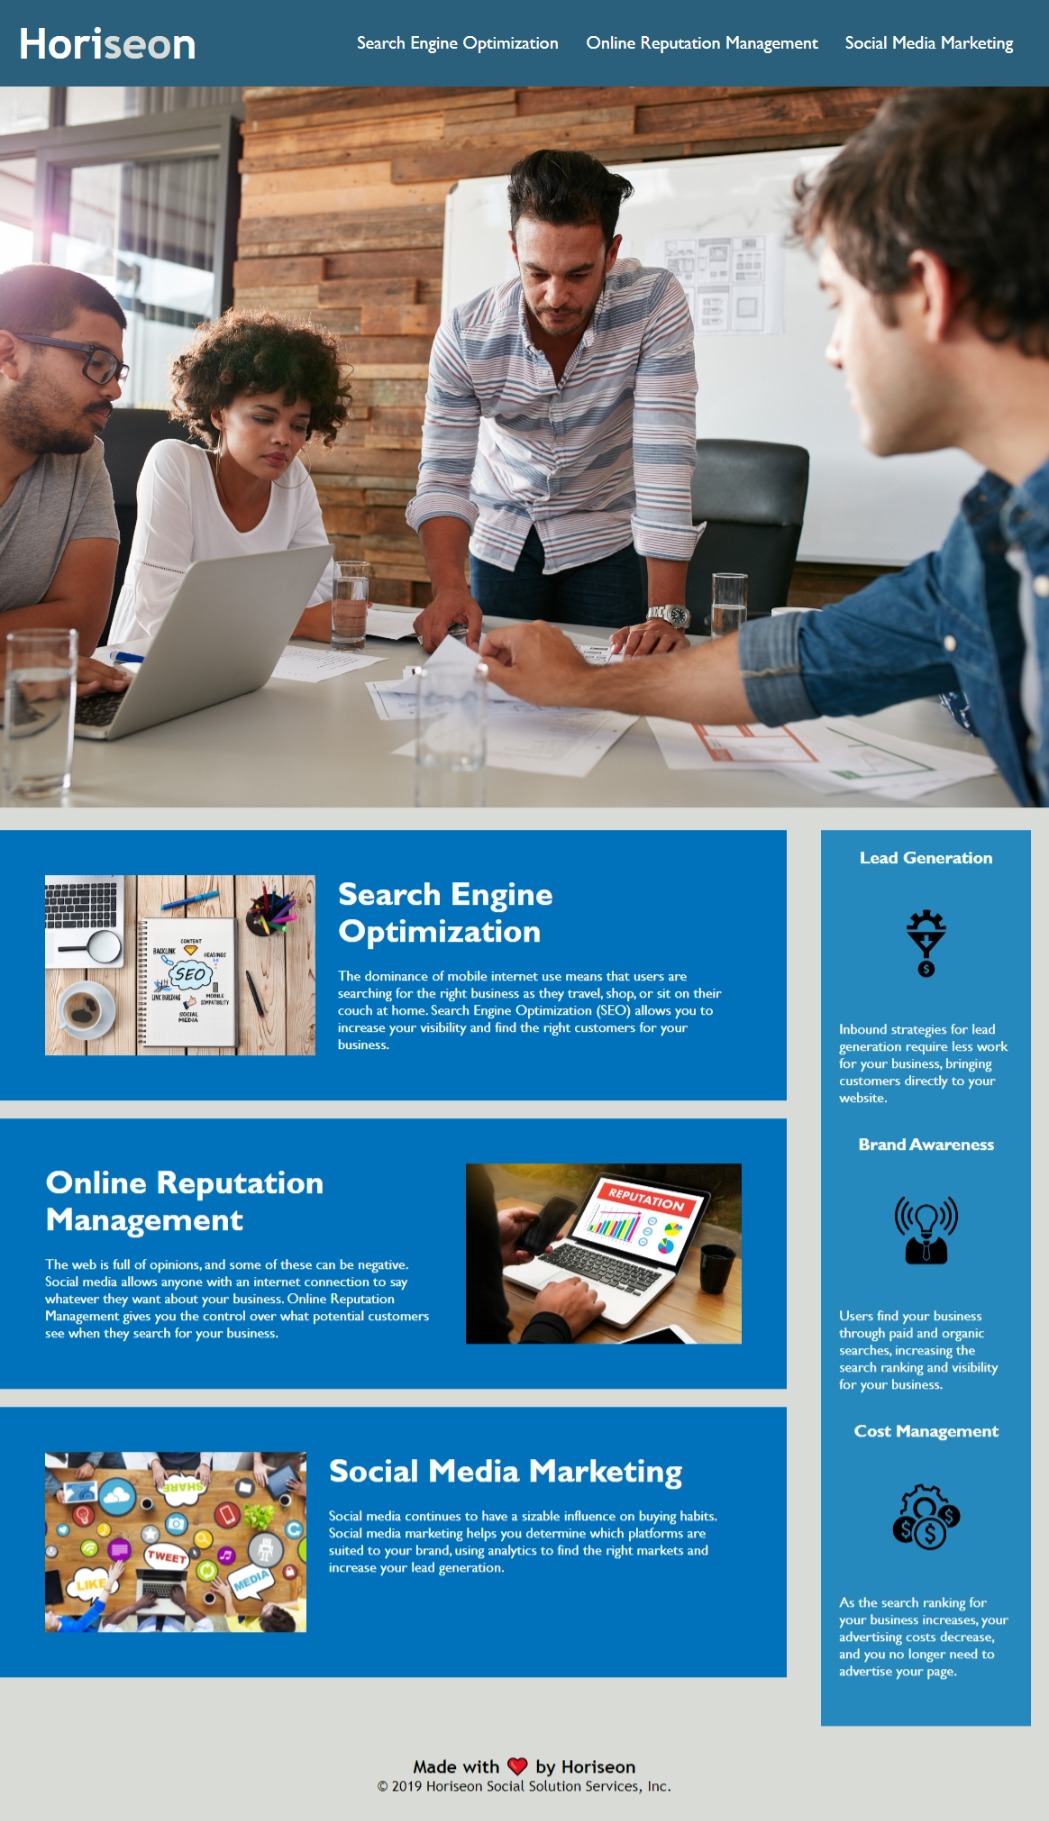 Horiseon
Search Engine Optimization
Online Reputation Management
Social Media Marketing
CONTENT
BACKLINK
HEADINGS
SEO
LINK BUILDING
MOBILE
COMPATIBILITY
SOCIAL
MEDIA
Search Engine
Optimization
The dominance of mobile internet use means that users are
searching for the right business as they travel, shop, or sit on their
couch at home. Search Engine Optimization (SEO) allows you to
increase your visibility and find the right customers for your
business.
REPUTATION
Online Reputation
Management
The web is full of opinions, and some of these can be negative.
Social media allows anyone with an internet connection to say
whatever they want about your business. Online Reputation
Management gives you the control over what potential customers
see when they search for your business.
SHARE
TWEET
LIKE
MEDIA
Social Media Marketing
Social media continues to have a sizable influence on buying habits.
Social media marketing helps you determine which platforms are
suited to your brand, using analytics to find the right markets and
increase your lead generation.
Lead Generation
$
Inbound strategies for lead
generation require less work
for your business, bringing
customers directly to your
website.
Brand Awareness
Users find your business
through paid and organic
searches, increasing the
search ranking and visibility
for your business.
Cost Management
$ $ $
As the search ranking for
your business increases, your
advertising costs decrease,
and you no longer need to
advertise your page.
Made with ❤️ by Horiseon
© 2019 Horiseon Social Solution Services, Inc.